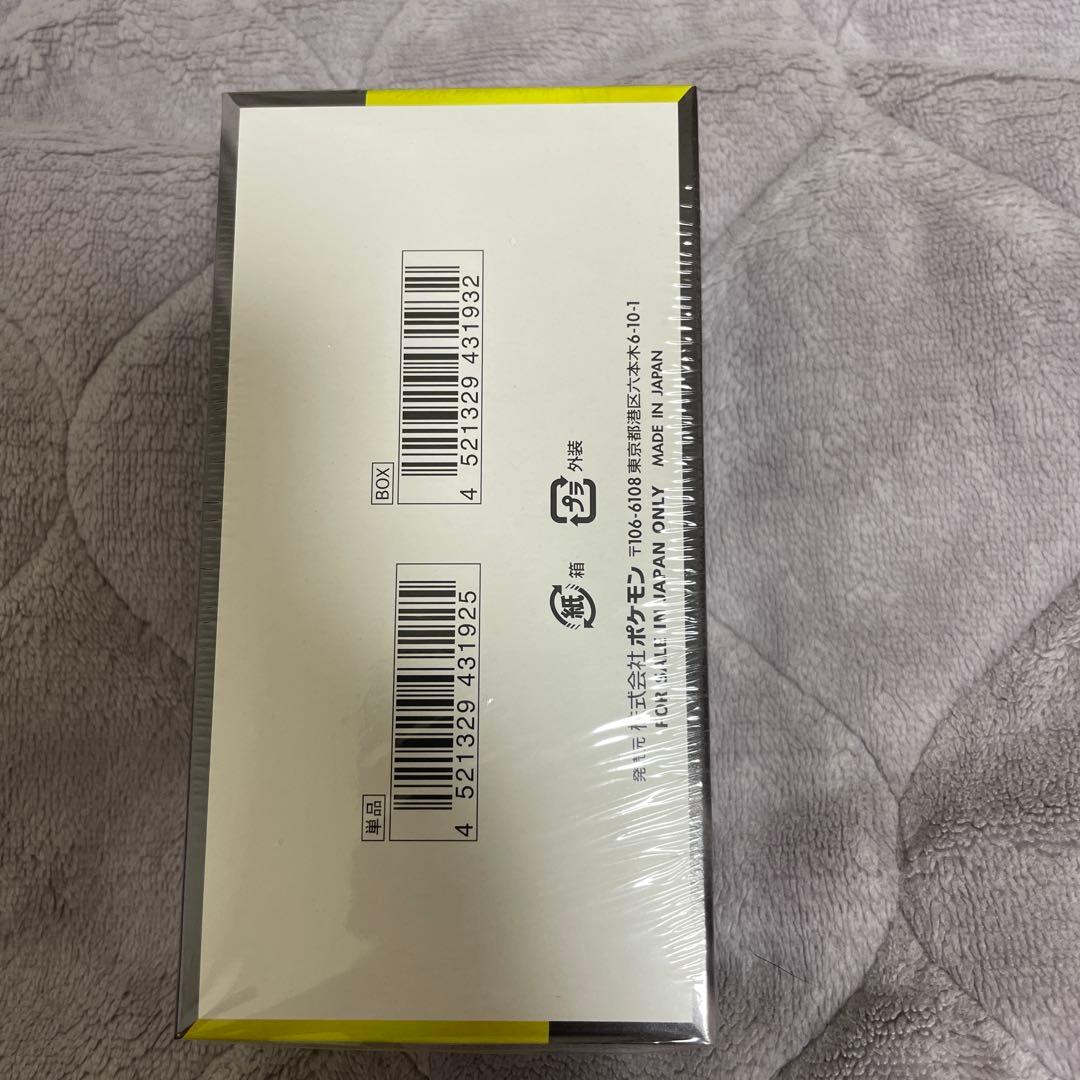 単品
4 521329 431925
BOX
4 521329 431932
紙 箱
プラ 外装
発売元 株式会社ポケモン 〒106-6108 東京都港区六本木6-10-1
FOR SALE IN JAPAN ONLY MADE IN JAPAN